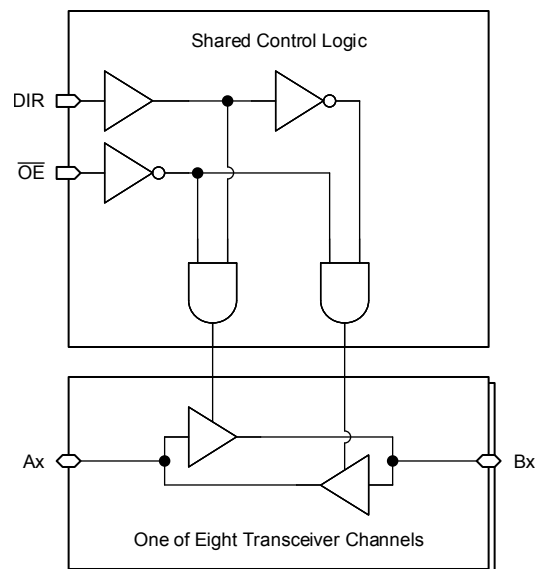 Shared Control Logic
DIR
OE
Ax
Bx
One of Eight Transceiver Channels